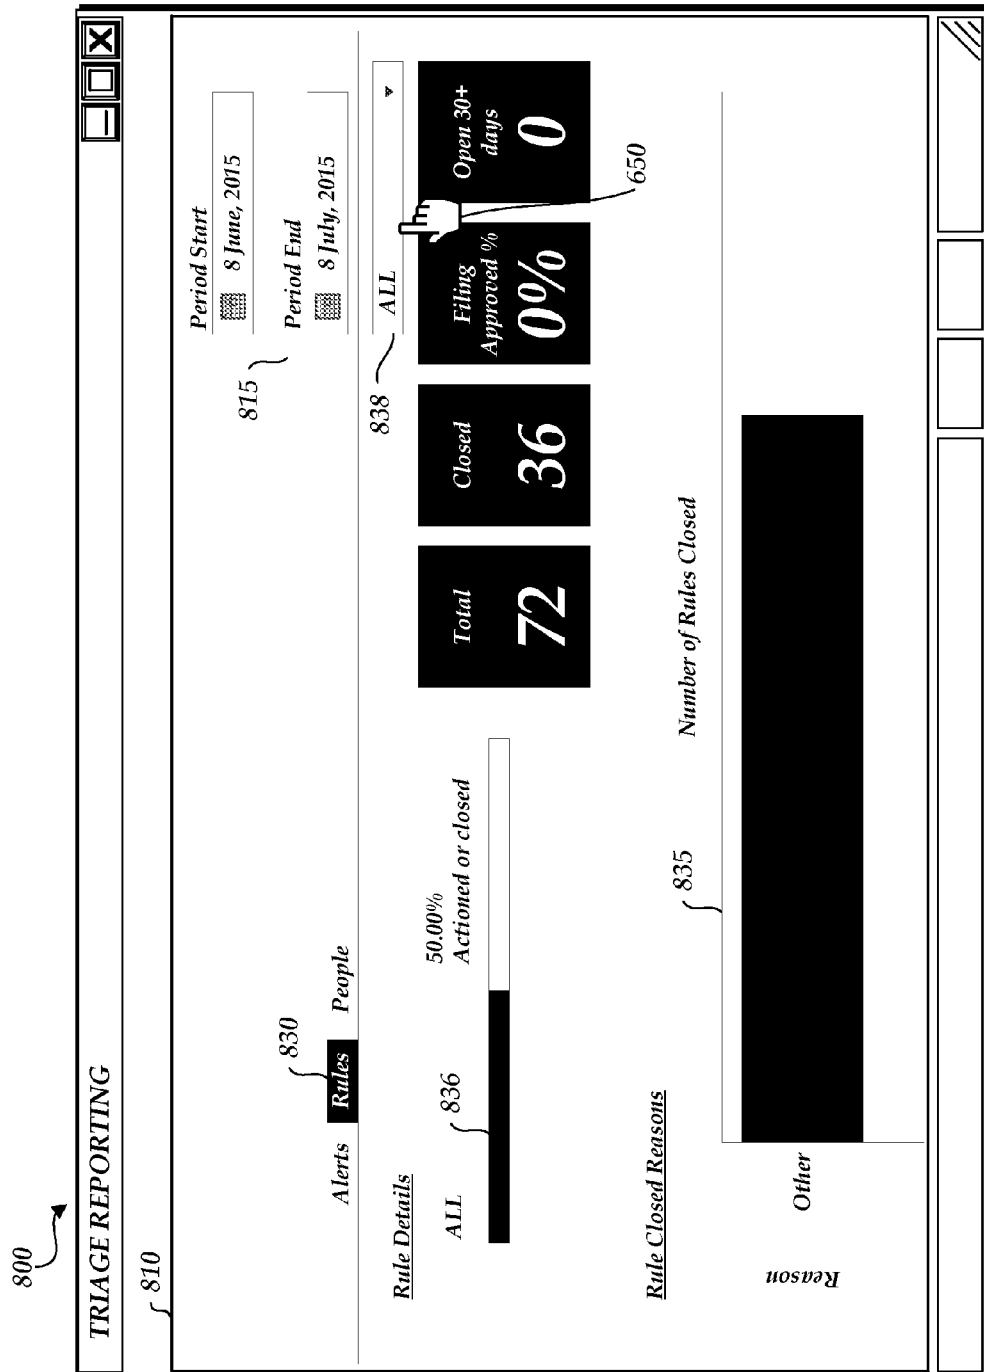 800
TRIAGE REPORTING
X
810
Period Start
8 June, 2015
815
Period End
8 July, 2015
830
Alerts Rules People
838
ALL
Rule Details
ALL
836
50.00%
Actioned or closed
Total
72
Closed
36
Filing
Approved %
0%
Open 30+
days
0
650
Rule Closed Reasons
835
Number of Rules Closed
Reason
Other